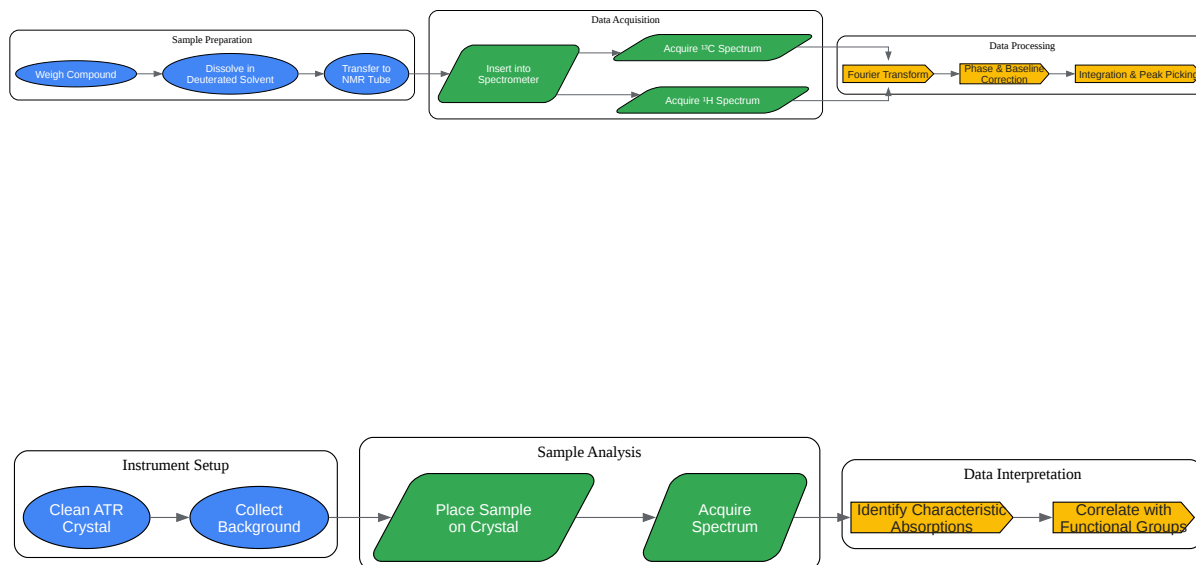 Sample Preparation
Weigh Compound
Dissolve in
Deuterated Solvent
Transfer to
NMR Tube
Data Acquisition
Insert into
Spectrometer
Acquire ¹³C Spectrum
Acquire ¹H Spectrum
Data Processing
Fourier Transform
Phase & Baseline
Correction
Integration & Peak Picking
Instrument Setup
Clean ATR
Crystal
Collect
Background
Sample Analysis
Place Sample
on Crystal
Acquire
Spectrum
Data Interpretation
Identify Characteristic
Absorptions
Correlate with
Functional Groups